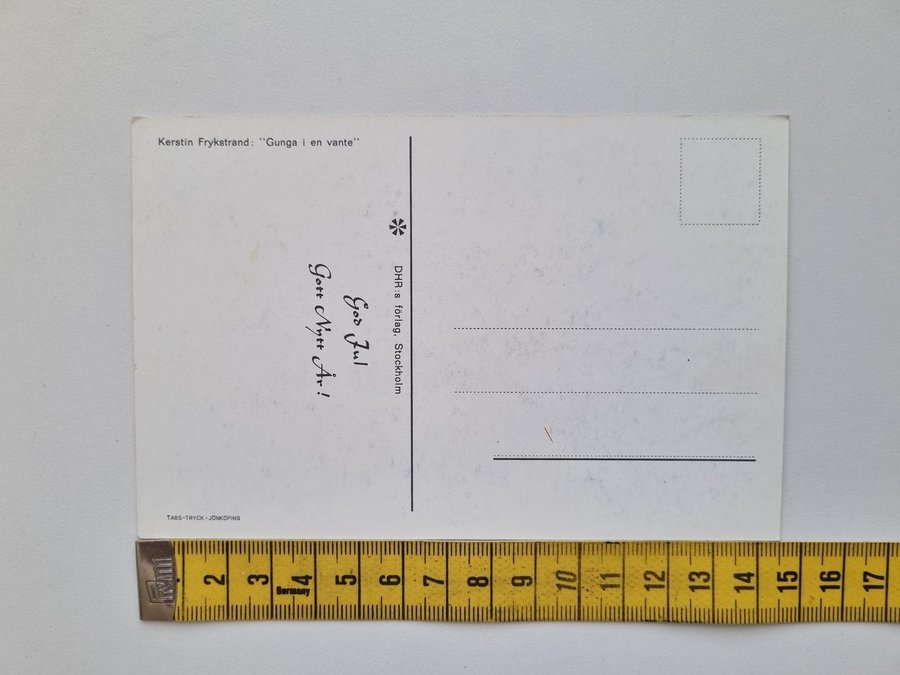 Kerstin Frykstrand: "Gunga i en vante"
DHR:s förlag, Stockholm
God Jul
Gott Nytt År!
TABS-TRYCK・JÖNKÖPING
2 3 4 5 6 7 8 9 10 11 12 13 14 15 16 17
Germany